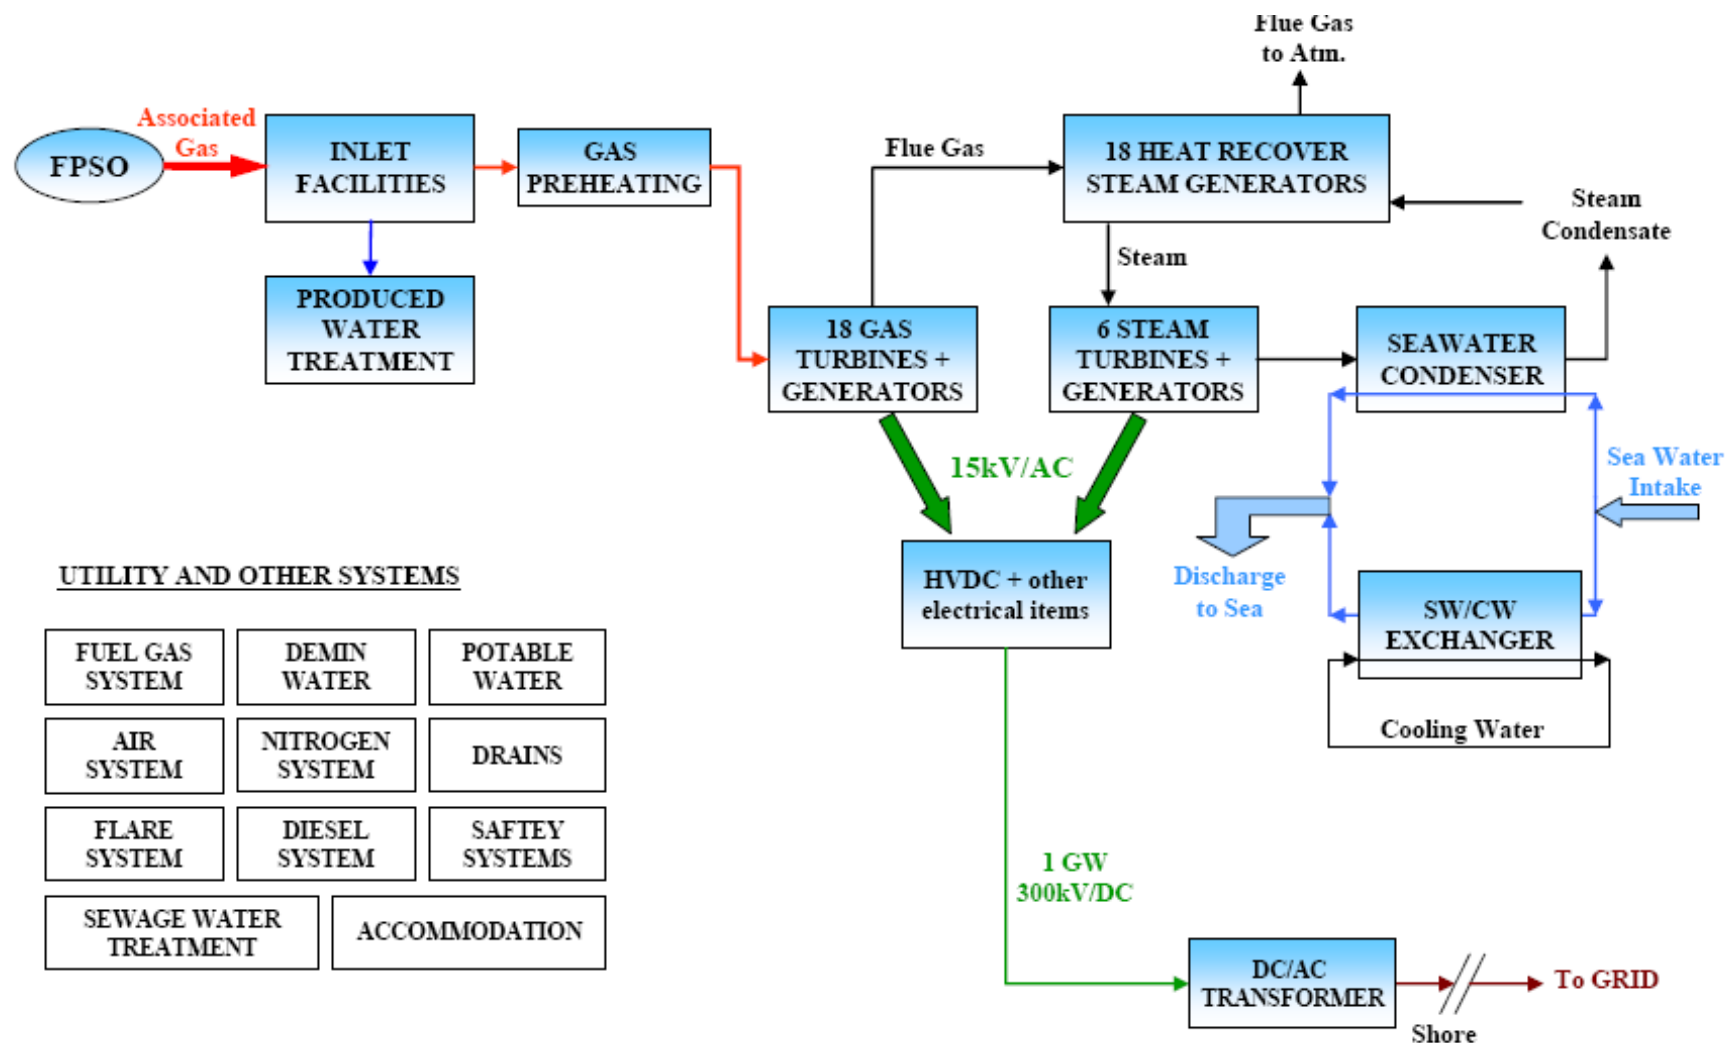 Flue Gas
to Atm.
Associated
Gas
FPSO
INLET
FACILITIES
GAS
PREHEATING
Flue Gas
18 HEAT RECOVER
STEAM GENERATORS
Steam
Condensate
Steam
PRODUCED
WATER
TREATMENT
18 GAS
TURBINES +
GENERATORS
6 STEAM
TURBINES +
GENERATORS
SEAWATER
CONDENSER
15kV/AC
Sea Water
Intake
HVDC + other
electrical items
Discharge
to Sea
SW/CW
EXCHANGER
Cooling Water
UTILITY AND OTHER SYSTEMS
FUEL GAS
SYSTEM
DEMIN
WATER
POTABLE
WATER
AIR
SYSTEM
NITROGEN
SYSTEM
DRAINS
FLARE
SYSTEM
DIESEL
SYSTEM
SAFTEY
SYSTEMS
SEWAGE WATER
TREATMENT
ACCOMMODATION
1 GW
300kV/DC
DC/AC
TRANSFORMER
To GRID
Shore